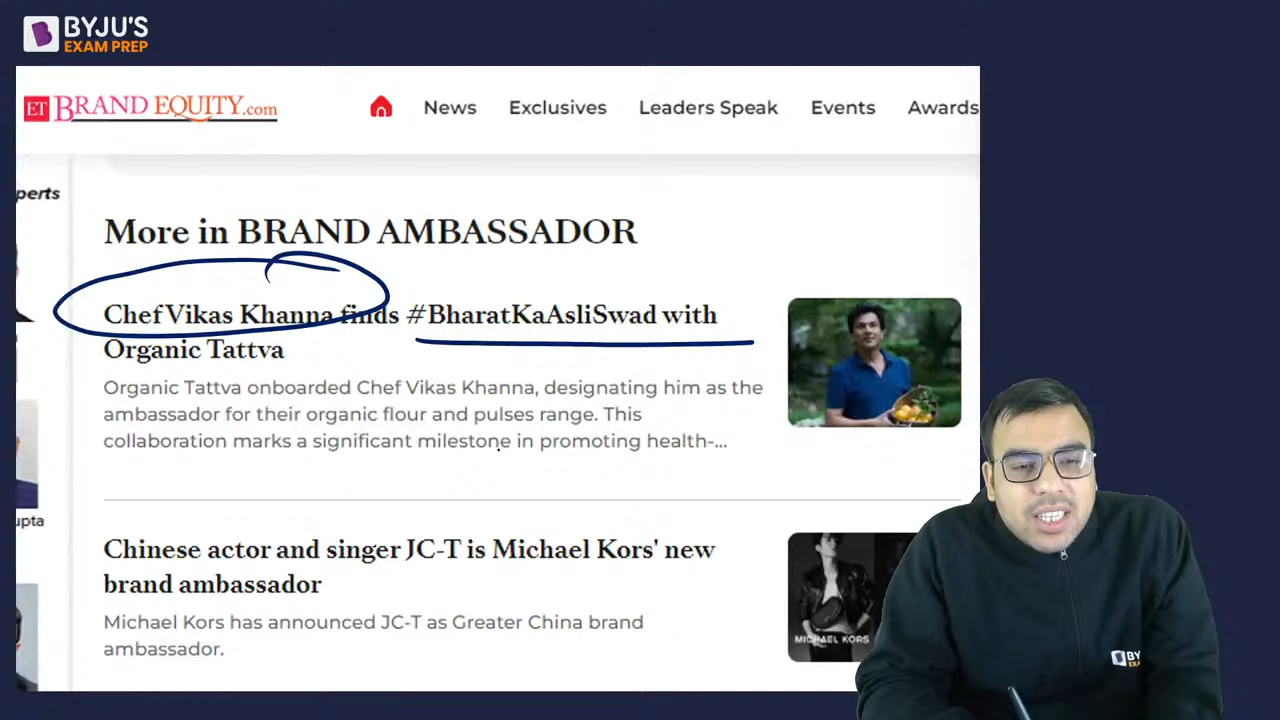 BYJU'S
EXAM PREP
ET BRAND EQUITY.com
News
Exclusives
Leaders Speak
Events
Awards
perts
More in BRAND AMBASSADOR
Chef Vikas Khanna finds #BharatKaAsliSwad with
Organic Tattva
Organic Tattva onboarded Chef Vikas Khanna, designating him as the
ambassador for their organic flour and pulses range. This
collaboration marks a significant milestone in promoting health-...
upta
Chinese actor and singer JC-T is Michael Kors' new
brand ambassador
Michael Kors has announced JC-T as Greater China brand
ambassador.
MICHAEL KORS
BY
EXA